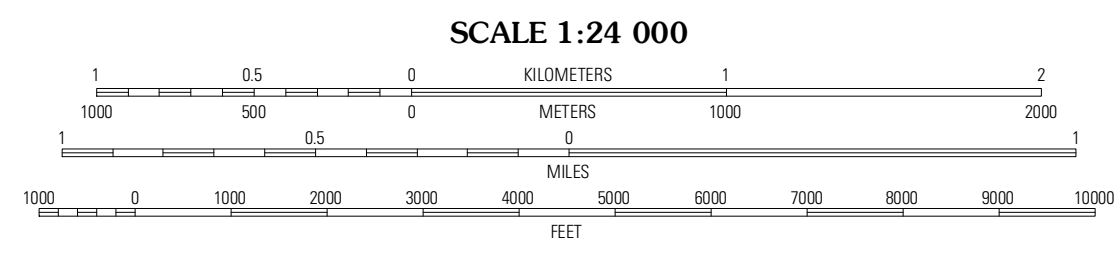 SCALE 1:24 000
1 0.5 0 KILOMETERS 1 2
1000 500 0 METERS 1000 2000
1 0.5 0 1
MILES
1000 0 1000 2000 3000 4000 5000 6000 7000 8000 9000 10000
FEET